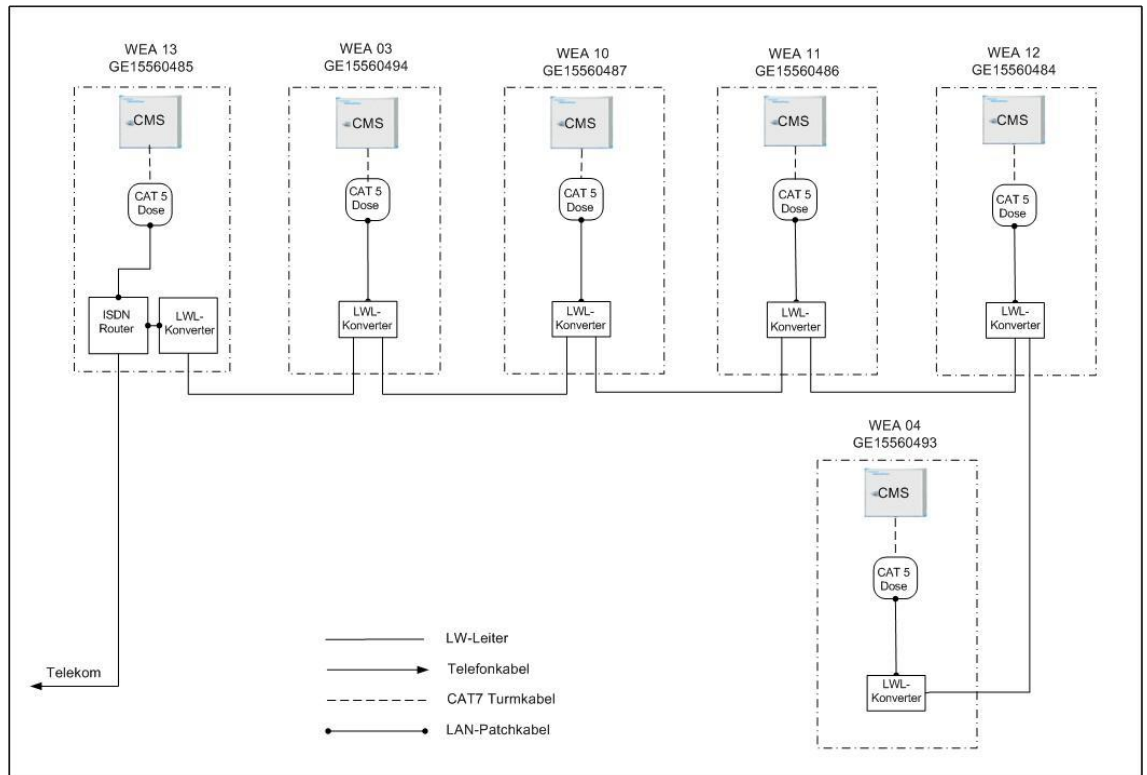 WEA 13
GE15560485
WEA 03
GE15560494
WEA 10
GE15560487
WEA 11
GE15560486
WEA 12
GE15560484
CMS
CMS
CMS
CMS
CMS
CAT 5
Dose
CAT 5
Dose
CAT 5
Dose
CAT 5
Dose
CAT 5
Dose
ISDN
Router
LWL-
Konverter
LWL-
Konverter
LWL-
Konverter
LWL-
Konverter
LWL-
Konverter
WEA 04
GE15560493
CMS
CAT 5
Dose
LWL-
Konverter
Telekom
LW-Leiter
Telefonkabel
CAT7 Turmkabel
LAN-Patchkabel